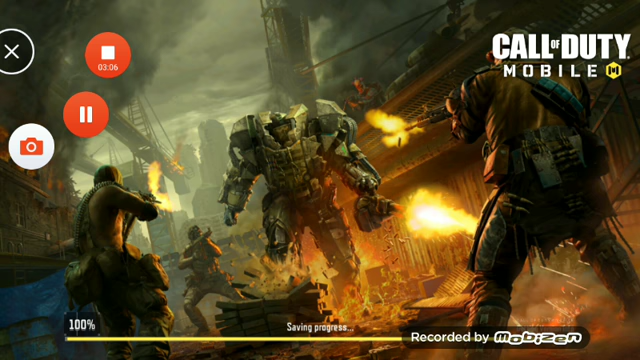 CALL OF DUTY
MOBILE
03:06
100%
Saving progress...
Recorded by Mobizen